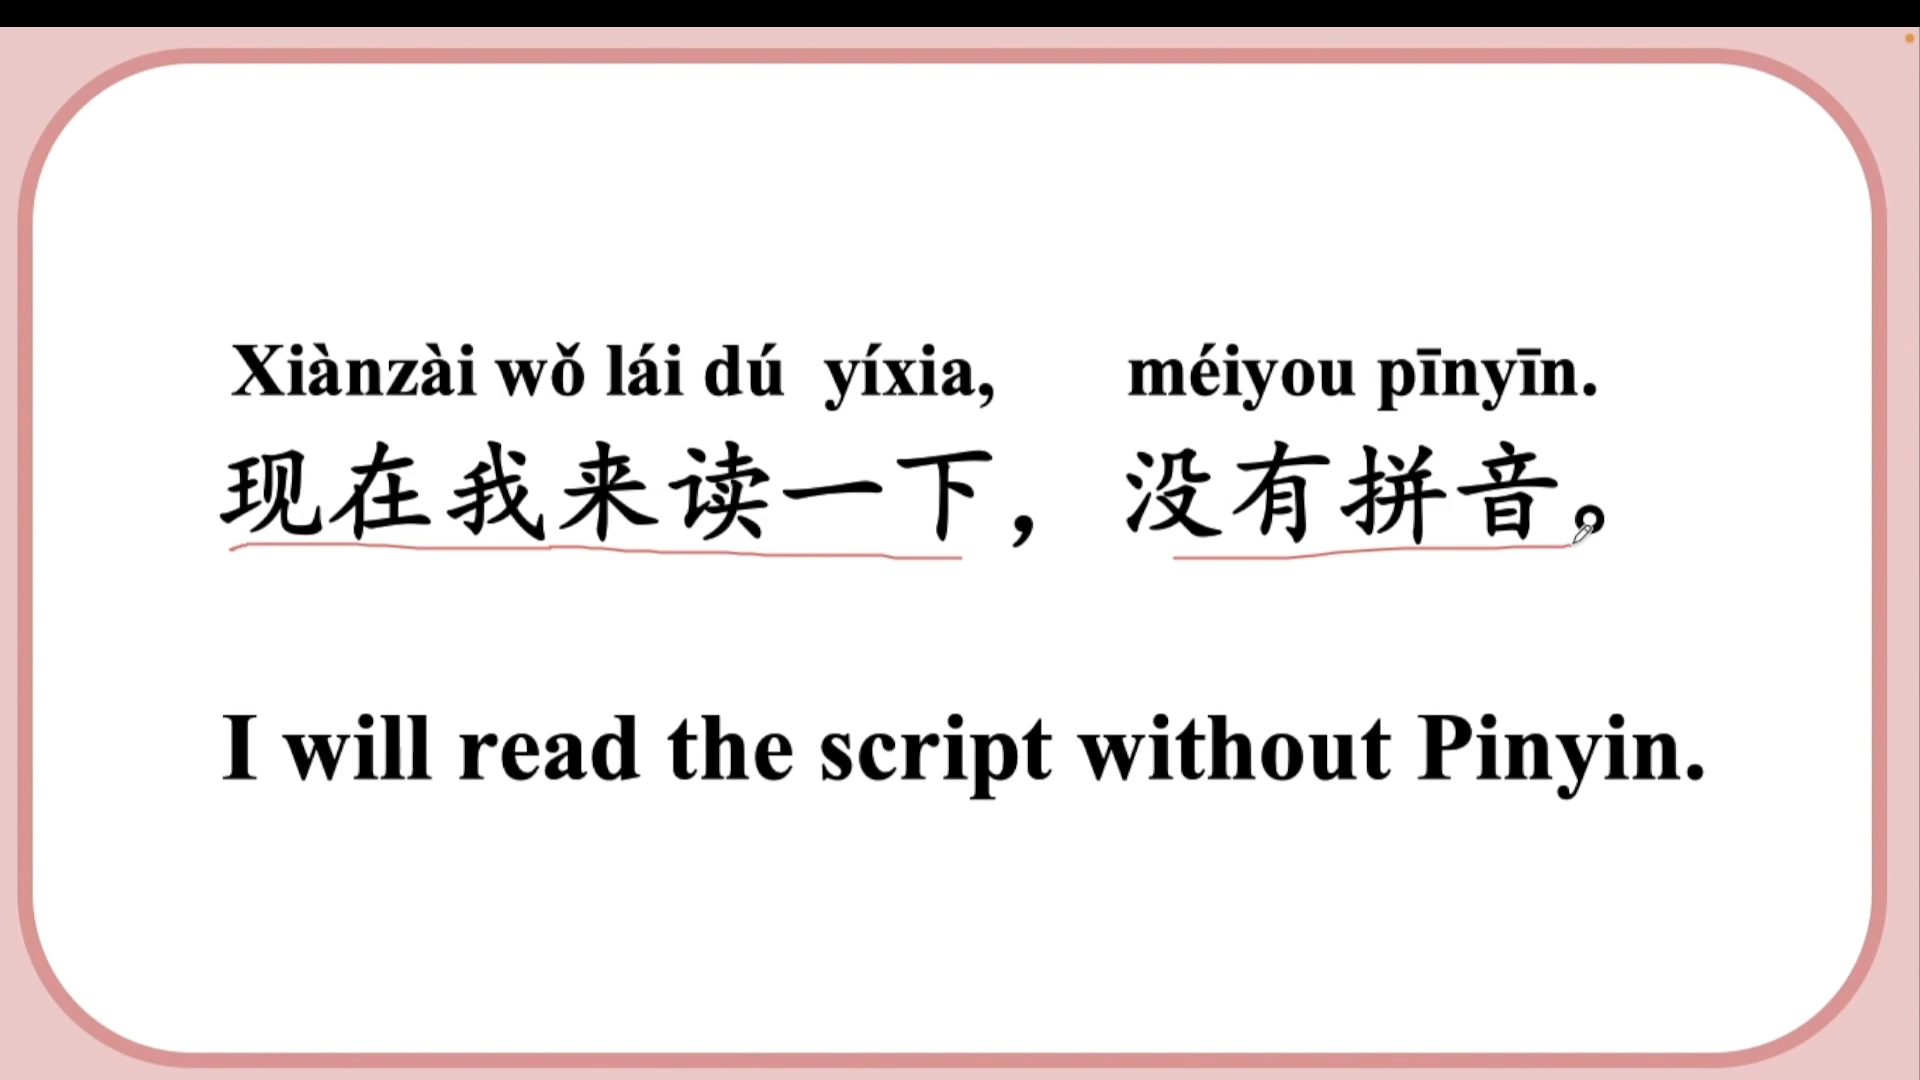 Xiànzài wǒ lái dú yíxia, méiyou pīnyīn.
现在我来读一下，没有拼音。
I will read the script without Pinyin.